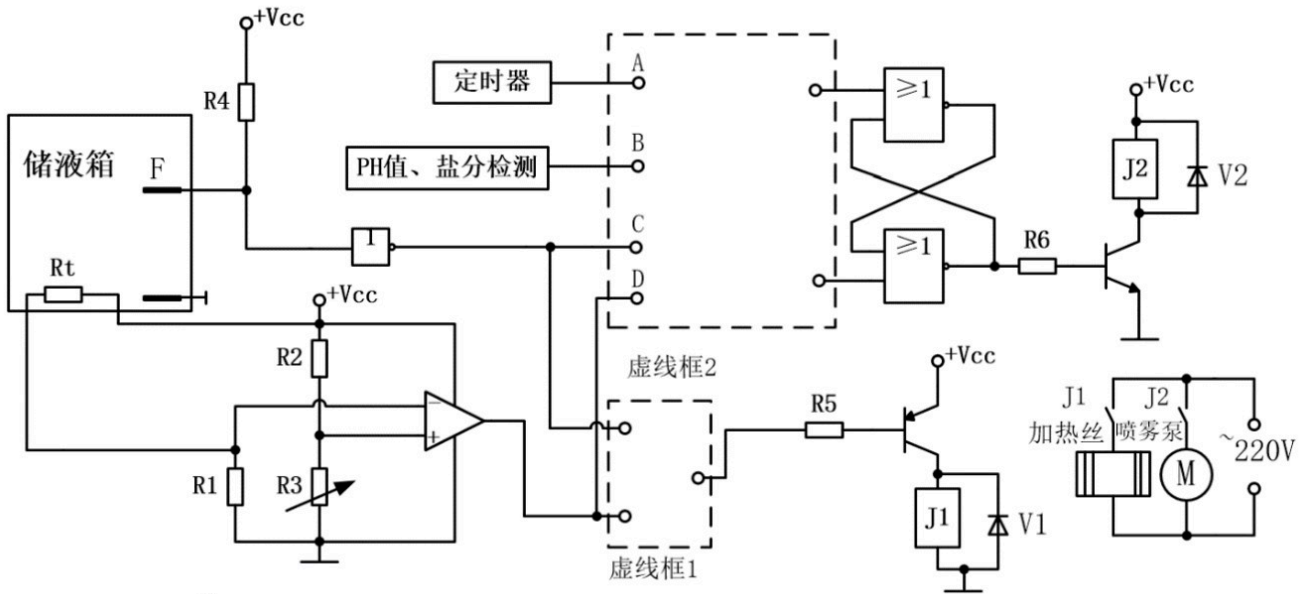 +Vcc
R4
储液箱
F
Rt
定时器
PH值、盐分检测
1
A
B
C
D
虚线框2
≥1
≥1
R6
+Vcc
J2
V2
+Vcc
R2
R1
R3
−
+
虚线框1
R5
+Vcc
J1
V1
J1
加热丝
J2
喷雾泵
M
~220V